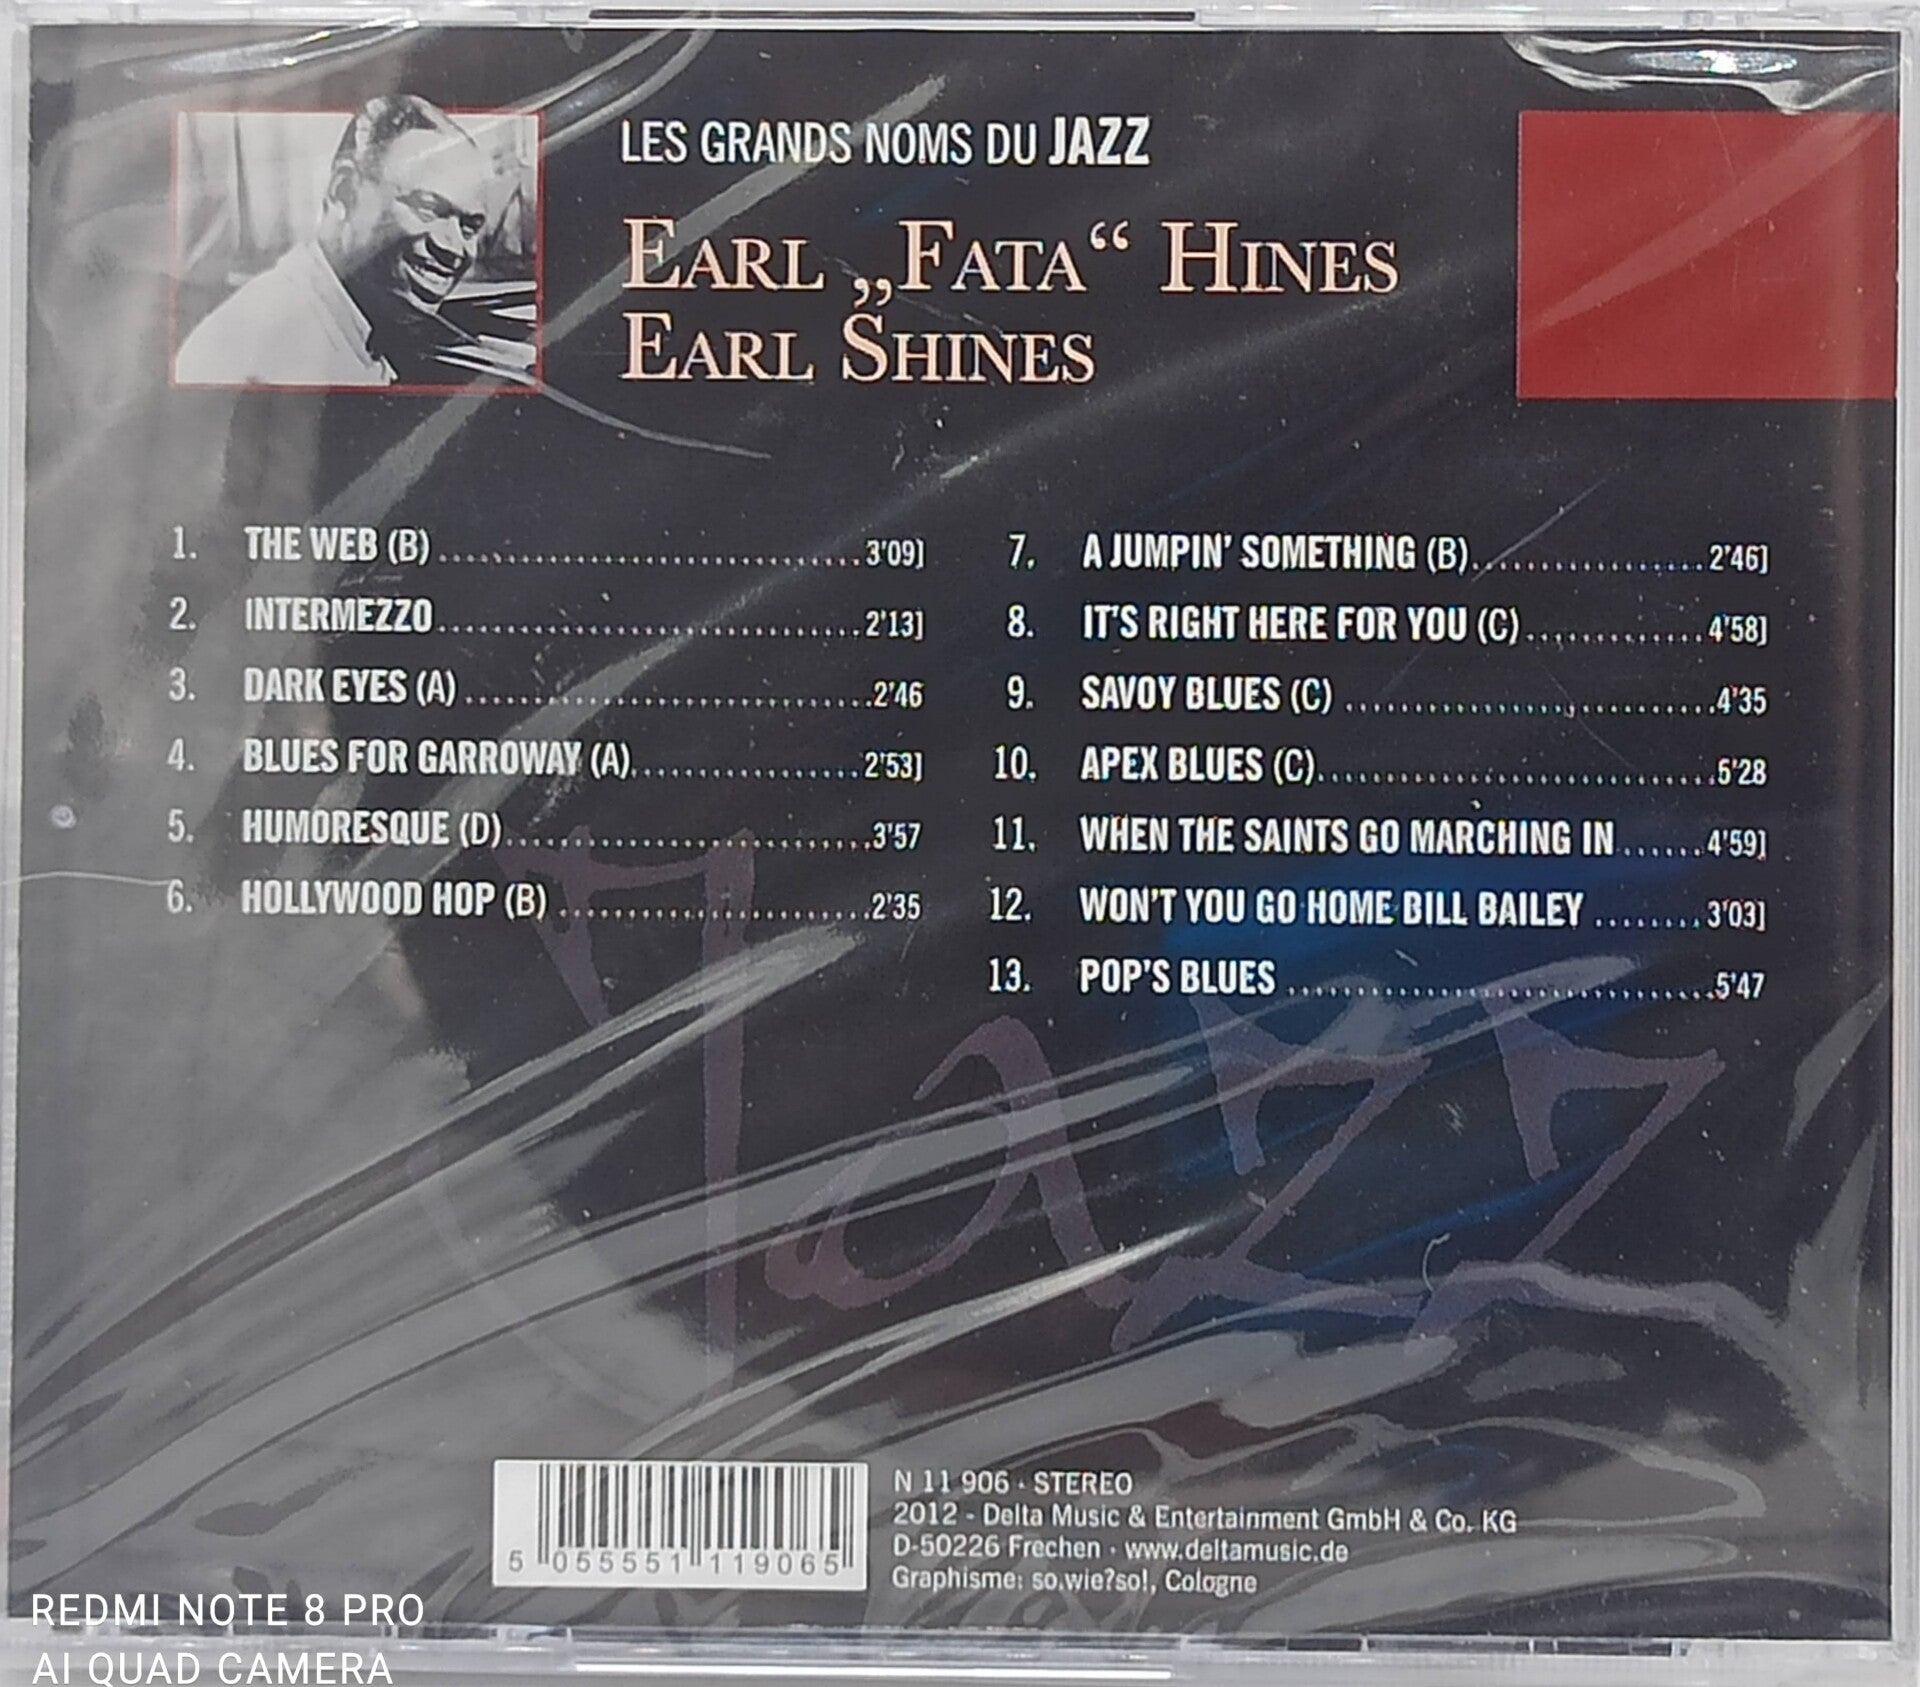 LES GRANDS NOMS DU JAZZ
EARL „FATA“ HINES
EARL SHINES
1. THE WEB (B) 3'09]
2. INTERMEZZO 2'13]
3. DARK EYES (A) 2'46
4. BLUES FOR GARROWAY (A) 2'53]
5. HUMORESQUE (D) 3'57
6. HOLLYWOOD HOP (B) 2'35
7. A JUMPIN' SOMETHING (B) 2'46]
8. IT'S RIGHT HERE FOR YOU (C) 4'58]
9. SAVOY BLUES (C) 4'35
10. APEX BLUES (C) 6'28
11. WHEN THE SAINTS GO MARCHING IN 4'59]
12. WON'T YOU GO HOME BILL BAILEY 3'03]
13. POP'S BLUES 5'47
Jazz
5 055551 119065
N 11 906 · STEREO
2012 - Delta Music & Entertainment GmbH & Co. KG
D-50226 Frechen · www.deltamusic.de
Graphisme: so.wie?so!, Cologne
REDMI NOTE 8 PRO
AI QUAD CAMERA